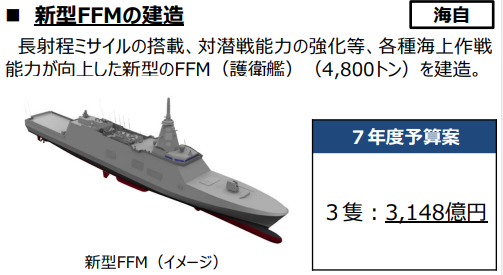 ■ 新型FFMの建造
海自
長射程ミサイルの搭載、対潜戦能力の強化等、各種海上作戦
能力が向上した新型のFFM（護衛艦）（4,800トン）を建造。
７年度予算案
３隻：3,148億円
新型FFM（イメージ）